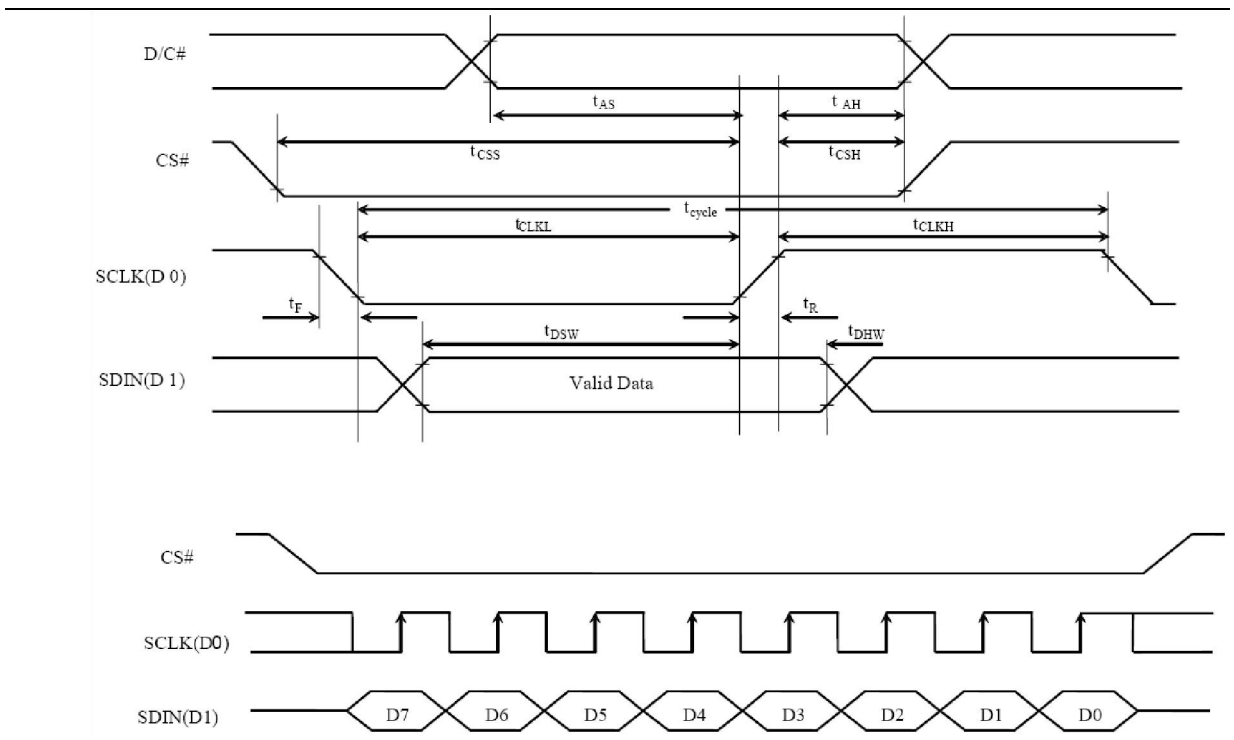 D/C#
tAS
t AH
CS#
tCSS
tCSH
tcycle
tCLKL
tCLKH
SCLK(D 0)
tF
tR
tDSW
tDHW
SDIN(D 1)
Valid Data
CS#
SCLK(D0)
SDIN(D1)
D7 D6 D5 D4 D3 D2 D1 D0